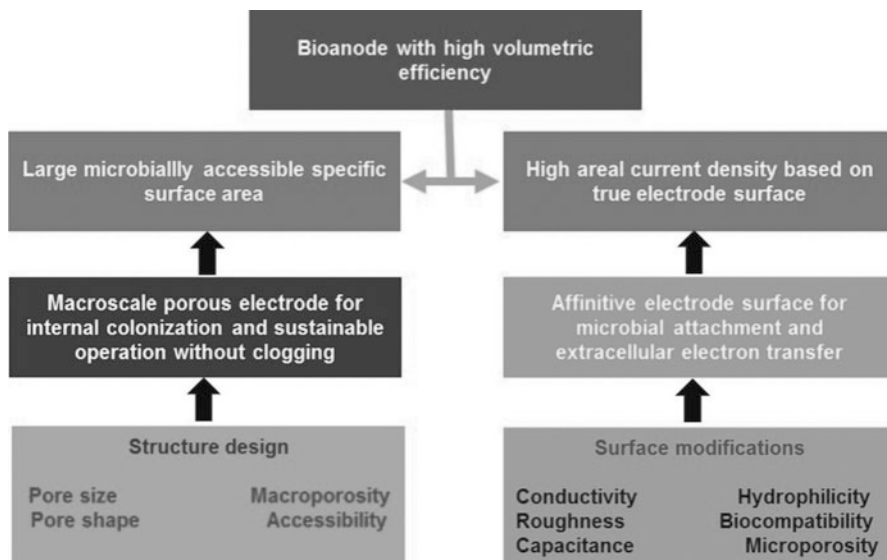 Bioanode with high volumetric
efficiency
Large microbiallly accessible specific
surface area
High areal current density based on
true electrode surface
Macroscale porous electrode for
internal colonization and sustainable
operation without clogging
Affinitive electrode surface for
microbial attachment and
extracellular electron transfer
Structure design
Pore size Macroporosity
Pore shape Accessibility
Surface modifications
Conductivity Hydrophilicity
Roughness Biocompatibility
Capacitance Microporosity